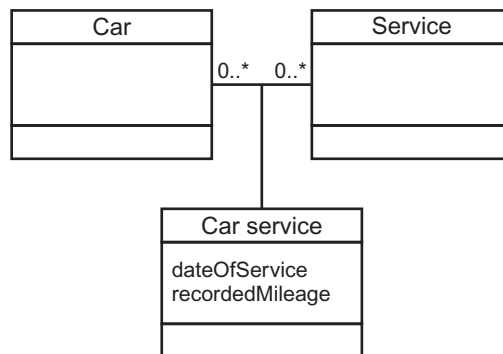 Car
Service
0..* 0..*
Car service
dateOfService
recordedMileage